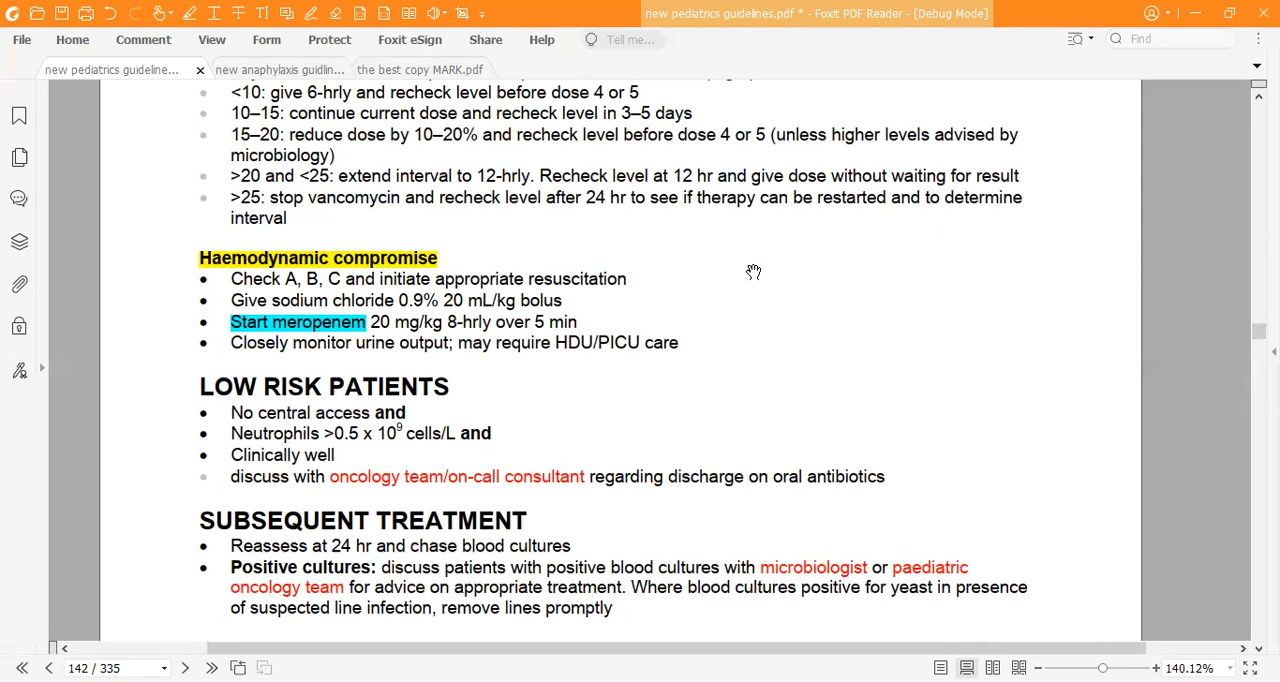 new pediatrics guidelines.pdf * - Foxit PDF Reader - [Debug Mode]
File Home Comment View Form Protect Foxit eSign Share Help Tell me... Find
new pediatrics guideline... new anaphylaxis guidlin... the best copy MARK.pdf
<10: give 6-hrly and recheck level before dose 4 or 5
10–15: continue current dose and recheck level in 3–5 days
15–20: reduce dose by 10–20% and recheck level before dose 4 or 5 (unless higher levels advised by
microbiology)
>20 and <25: extend interval to 12-hrly. Recheck level at 12 hr and give dose without waiting for result
>25: stop vancomycin and recheck level after 24 hr to see if therapy can be restarted and to determine
interval
Haemodynamic compromise
Check A, B, C and initiate appropriate resuscitation
Give sodium chloride 0.9% 20 mL/kg bolus
Start meropenem 20 mg/kg 8-hrly over 5 min
Closely monitor urine output; may require HDU/PICU care
LOW RISK PATIENTS
No central access and
Neutrophils >0.5 x 10⁹ cells/L and
Clinically well
discuss with oncology team/on-call consultant regarding discharge on oral antibiotics
SUBSEQUENT TREATMENT
Reassess at 24 hr and chase blood cultures
Positive cultures: discuss patients with positive blood cultures with microbiologist or paediatric
oncology team for advice on appropriate treatment. Where blood cultures positive for yeast in presence
of suspected line infection, remove lines promptly
142 / 335 140.12%